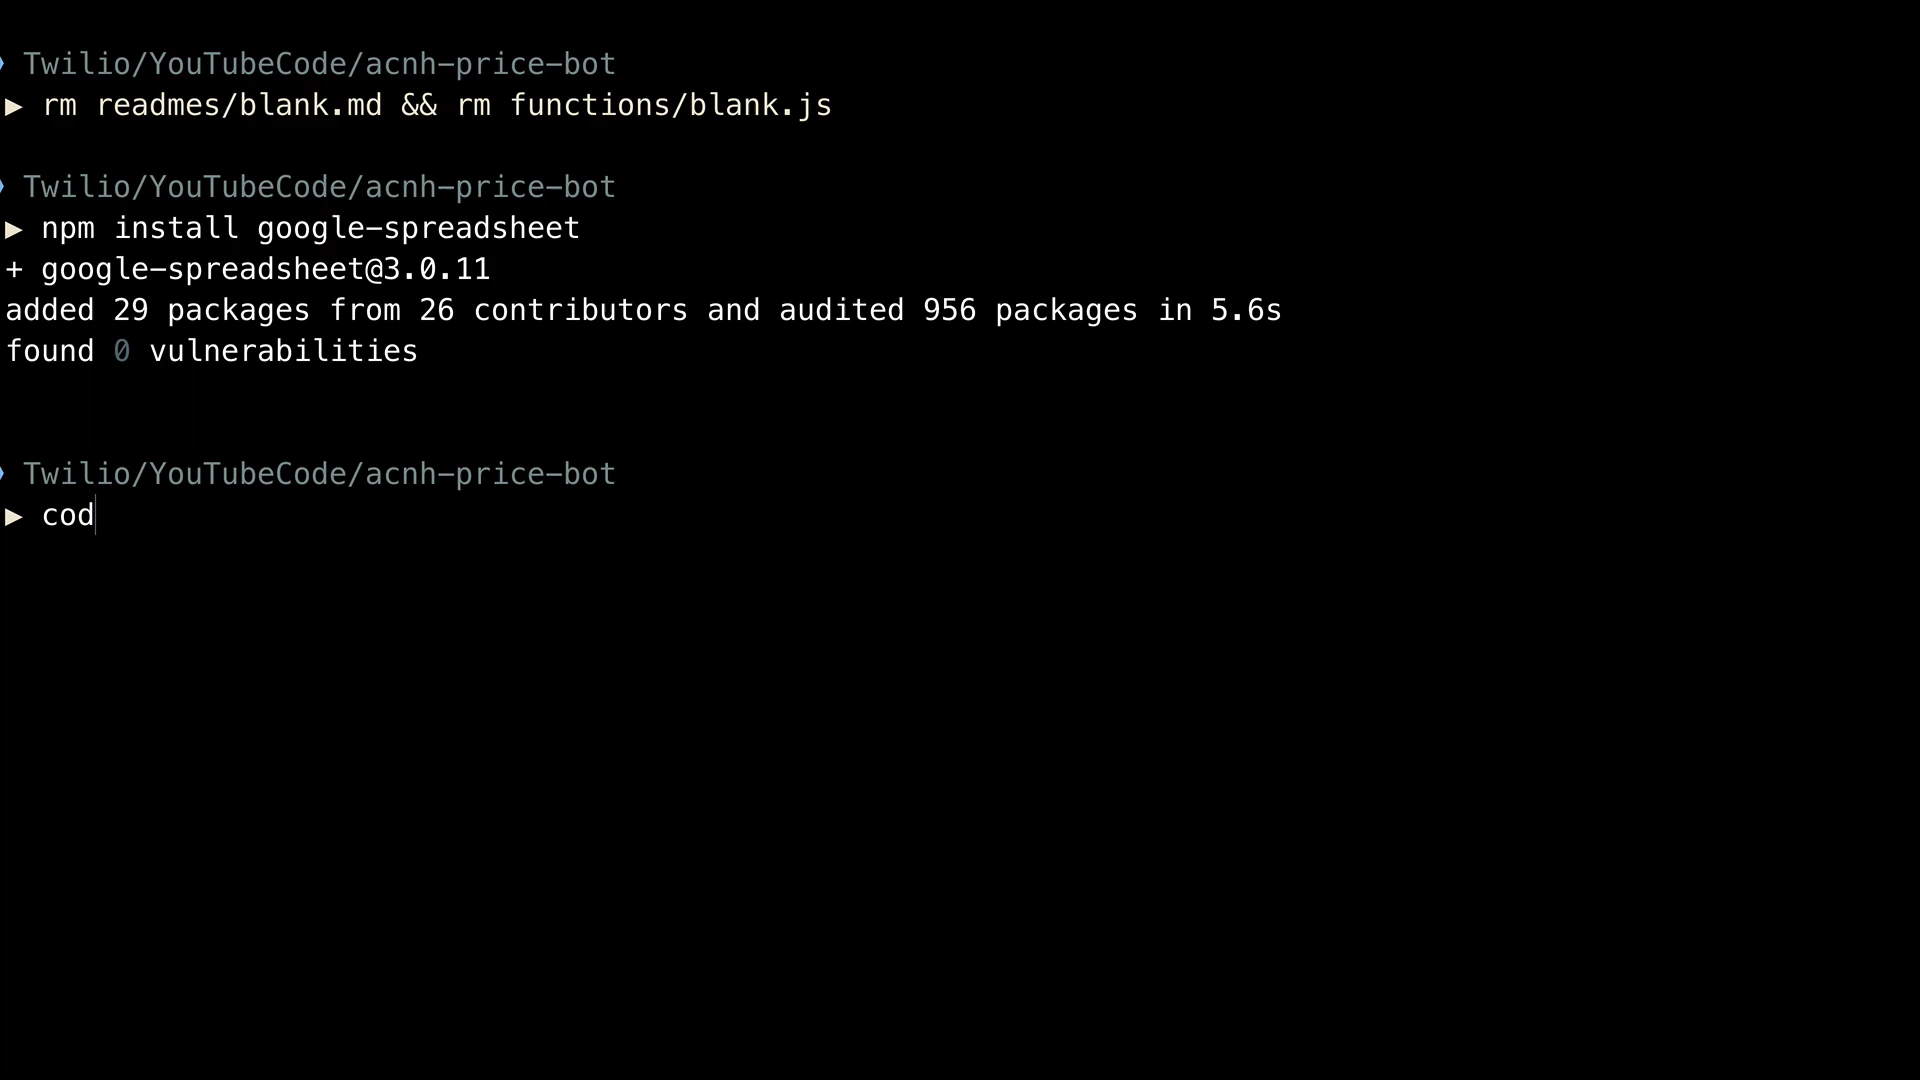 Twilio/YouTubeCode/acnh-price-bot
▶ rm readmes/blank.md && rm functions/blank.js
Twilio/YouTubeCode/acnh-price-bot
▶ npm install google-spreadsheet
+ google-spreadsheet@3.0.11
added 29 packages from 26 contributors and audited 956 packages in 5.6s
found 0 vulnerabilities
Twilio/YouTubeCode/acnh-price-bot
▶ cod